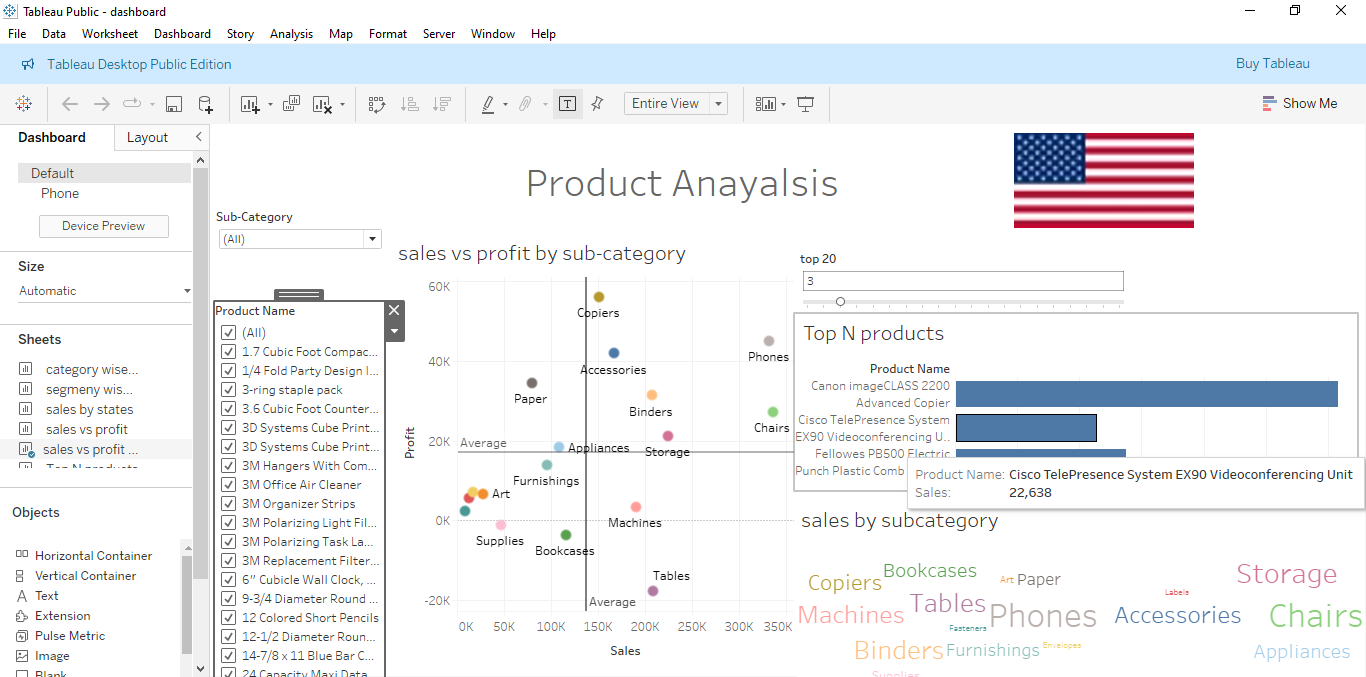 Tableau Public - dashboard
File Data Worksheet Dashboard Story Analysis Map Format Server Window Help
Tableau Desktop Public Edition
Buy Tableau
T
Entire View
Show Me
Dashboard
Layout
Default
Phone
Device Preview
Size
Automatic
Sheets
category wise...
segmeny wis...
sales by states
sales vs profit
sales vs profit ...
Objects
Horizontal Container
Vertical Container
A Text
Extension
Pulse Metric
Image
Blank
Product Anayalsis
Sub-Category
(All)
Product Name
(All)
1.7 Cubic Foot Compac...
1/4 Fold Party Design I...
3-ring staple pack
3.6 Cubic Foot Counter...
3D Systems Cube Print...
3D Systems Cube Print...
3M Hangers With Com...
3M Office Air Cleaner
3M Organizer Strips
3M Polarizing Light Fil...
3M Polarizing Task La...
3M Replacement Filter...
6" Cubicle Wall Clock, ...
9-3/4 Diameter Round ...
12 Colored Short Pencils
12-1/2 Diameter Roun...
14-7/8 x 11 Blue Bar C...
24 Capacity Maxi Data
sales vs profit by sub-category
60K
40K
20K
0K
-20K
Profit
Copiers
Phones
Accessories
Paper
Binders
Chairs
Average
Appliances
Storage
Furnishings
Art
Machines
Supplies
Bookcases
Tables
Average
0K 50K 100K 150K 200K 250K 300K 350K
Sales
top 20
3
Top N products
Product Name
Canon imageCLASS 2200
Advanced Copier
Cisco TelePresence System
EX90 Videoconferencing U..
Fellowes PB500 Electric
Punch Plastic Comb
Product Name: Cisco TelePresence System EX90 Videoconferencing Unit
Sales: 22,638
sales by subcategory
Copiers
Bookcases
Art
Paper
Storage
Labels
Machines
Tables
Phones
Accessories
Chairs
Fasteners
Binders
Furnishings
Envelopes
Appliances
Supplies